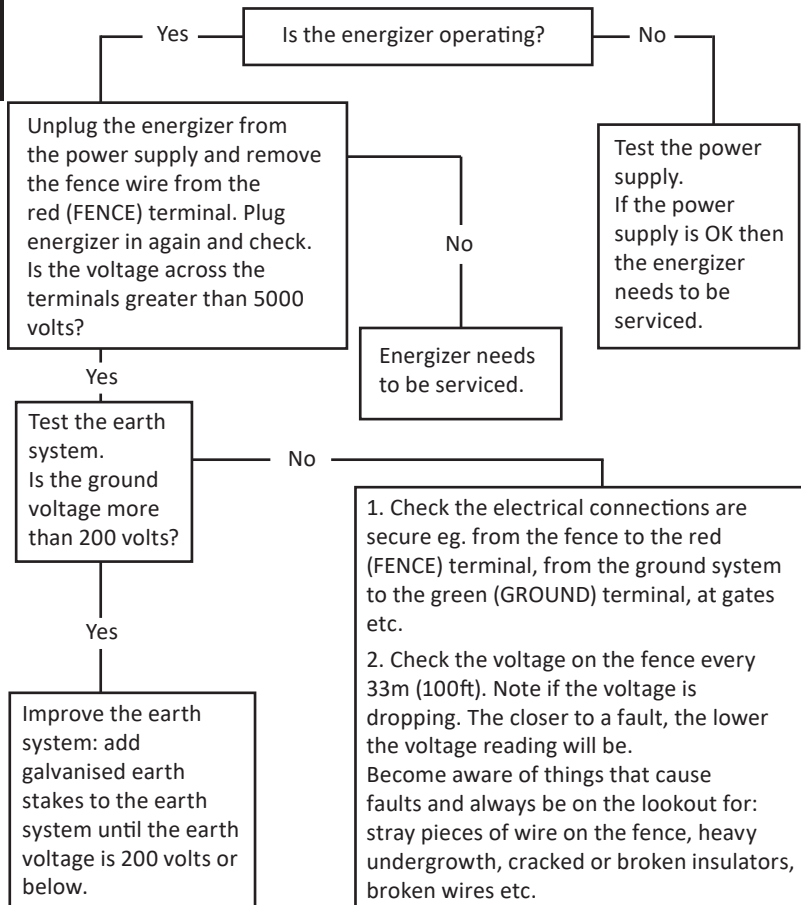 Yes
Is the energizer operating?
No
Unplug the energizer from
the power supply and remove
the fence wire from the
red (FENCE) terminal. Plug
energizer in again and check.
Is the voltage across the
terminals greater than 5000
volts?
No
Test the power
supply.
If the power
supply is OK then
the energizer
needs to be
serviced.
Energizer needs
to be serviced.
Yes
Test the earth
system.
Is the ground
voltage more
than 200 volts?
No
1. Check the electrical connections are
secure eg. from the fence to the red
(FENCE) terminal, from the ground system
to the green (GROUND) terminal, at gates
etc.
2. Check the voltage on the fence every
33m (100ft). Note if the voltage is
dropping. The closer to a fault, the lower
the voltage reading will be.
Become aware of things that cause
faults and always be on the lookout for:
stray pieces of wire on the fence, heavy
undergrowth, cracked or broken insulators,
broken wires etc.
Yes
Improve the earth
system: add
galvanised earth
stakes to the earth
system until the earth
voltage is 200 volts or
below.